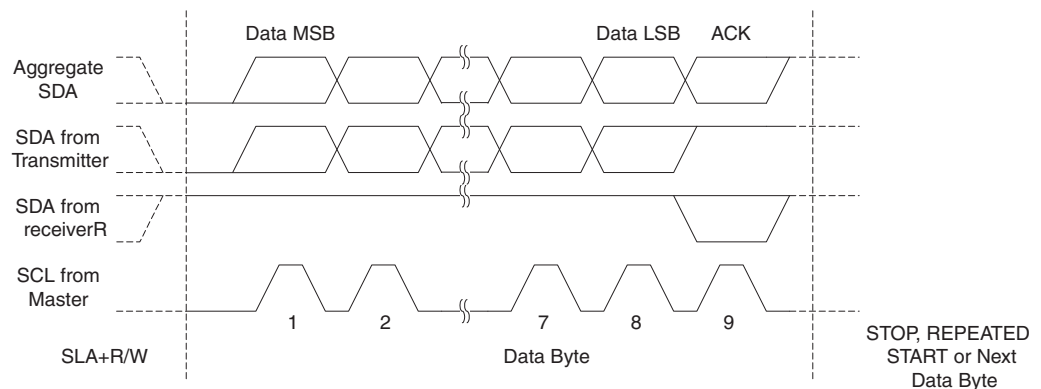 Data MSB
Data LSB
ACK
Aggregate
SDA
SDA from
Transmitter
SDA from
receiverR
SCL from
Master
1
2
7
8
9
SLA+R/W
Data Byte
STOP, REPEATED
START or Next
Data Byte